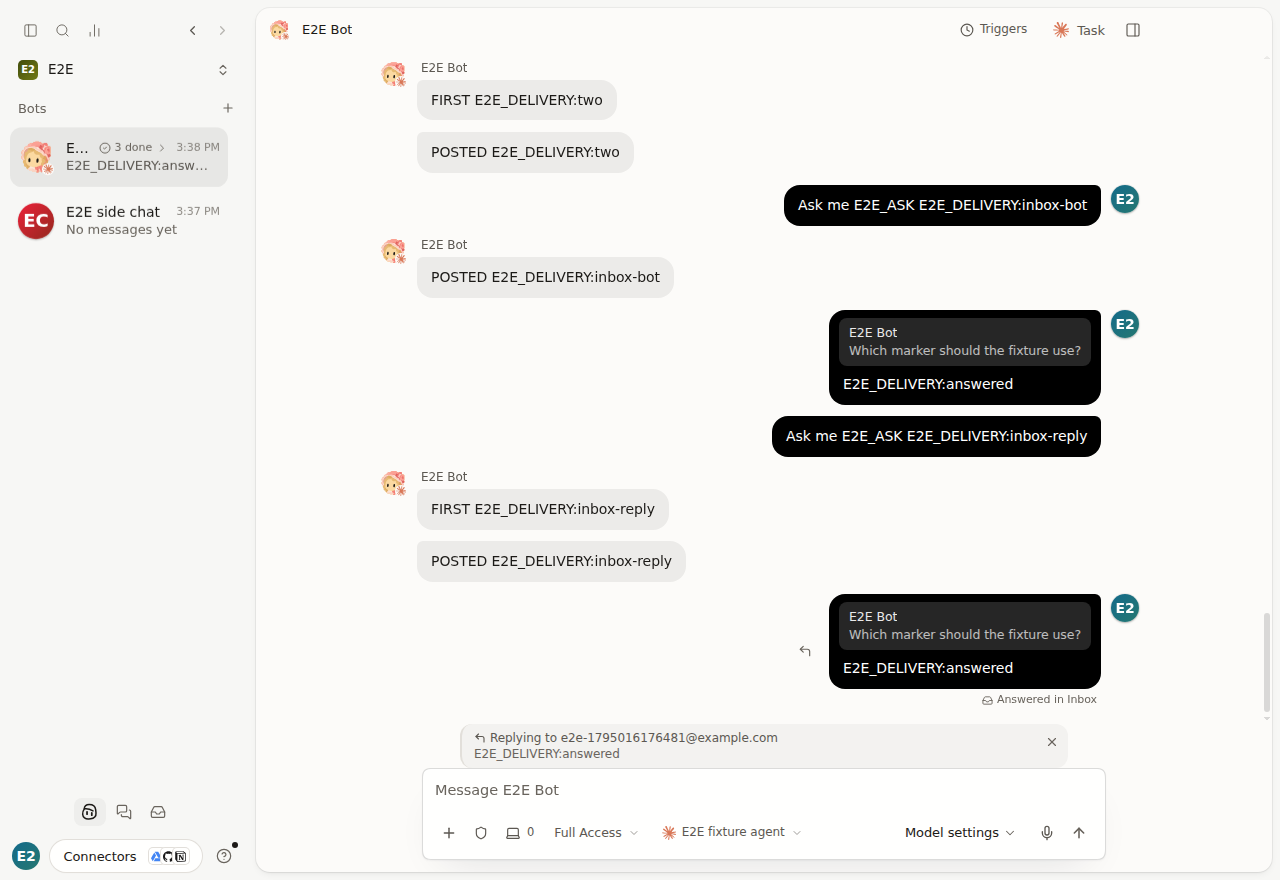 E2E Bot
Triggers
Task
E2 E2E
Bots
E... 3 done 3:38 PM
E2E_DELIVERY:answ...
EC E2E side chat 3:37 PM
No messages yet
E2E Bot
FIRST E2E_DELIVERY:two
POSTED E2E_DELIVERY:two
Ask me E2E_ASK E2E_DELIVERY:inbox-bot
E2
E2E Bot
POSTED E2E_DELIVERY:inbox-bot
E2E Bot
Which marker should the fixture use?
E2E_DELIVERY:answered
E2
Ask me E2E_ASK E2E_DELIVERY:inbox-reply
E2E Bot
FIRST E2E_DELIVERY:inbox-reply
POSTED E2E_DELIVERY:inbox-reply
E2E Bot
Which marker should the fixture use?
E2E_DELIVERY:answered
E2
Answered in Inbox
Replying to e2e-1795016176481@example.com
E2E_DELIVERY:answered
Message E2E Bot
0 Full Access E2E fixture agent Model settings
E2 Connectors